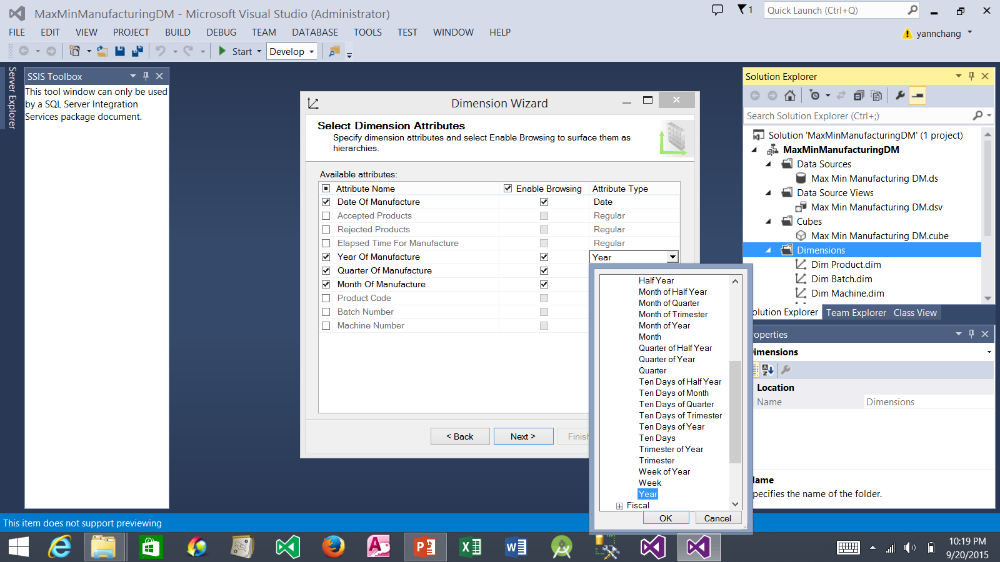 MaxMinManufacturingDM - Microsoft Visual Studio (Administrator)
1
Quick Launch (Ctrl+Q)
FILE EDIT VIEW PROJECT BUILD DEBUG TEAM DATABASE TOOLS TEST WINDOW HELP
yannchang
Start
Develop
Server Explorer
SSIS Toolbox
This tool window can only be used
by a SQL Server Integration
Services package document.
Dimension Wizard
Select Dimension Attributes
Specify dimension attributes and select Enable Browsing to surface them as
hierarchies.
Available attributes:
Attribute Name Enable Browsing Attribute Type
Date Of Manufacture Date
Accepted Products Regular
Rejected Products Regular
Elapsed Time For Manufacture Regular
Year Of Manufacture Year
Quarter Of Manufacture
Month Of Manufacture
Product Code
Batch Number
Machine Number
< Back Next > Finish
Half Year
Month of Half Year
Month of Quarter
Month of Trimester
Month of Year
Month
Quarter of Half Year
Quarter of Year
Quarter
Ten Days of Half Year
Ten Days of Month
Ten Days of Quarter
Ten Days of Trimester
Ten Days of Year
Ten Days
Trimester of Year
Trimester
Week of Year
Week
Year
Fiscal
OK Cancel
Solution Explorer
Search Solution Explorer (Ctrl+;)
Solution 'MaxMinManufacturingDM' (1 project)
MaxMinManufacturingDM
Data Sources
Max Min Manufacturing DM.ds
Data Source Views
Max Min Manufacturing DM.dsv
Cubes
Max Min Manufacturing DM.cube
Dimensions
Dim Product.dim
Dim Batch.dim
Dim Machine.dim
olution Explorer Team Explorer Class View
roperties
imensions
Location
Name Dimensions
ame
pecifies the name of the folder.
This item does not support previewing
10:19 PM
9/20/2015